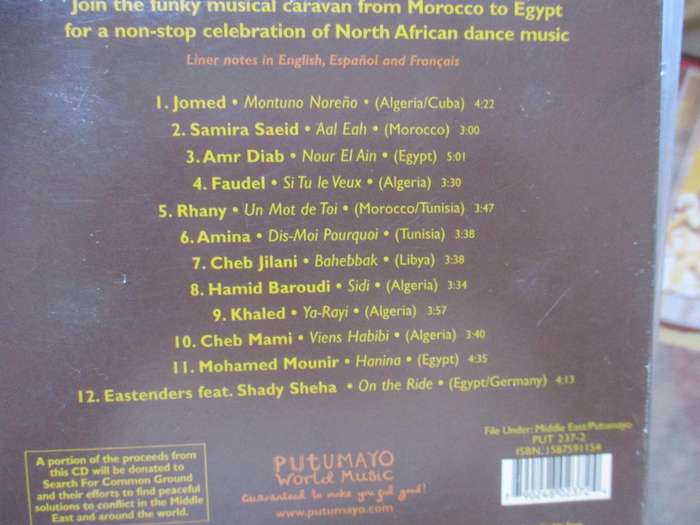 Join the funky musical caravan from Morocco to Egypt
for a non-stop celebration of North African dance music
Liner notes in English, Español and Français
1. Jomed • Montuno Noreño • (Algeria/Cuba) 4:22
2. Samira Saeid • Aal Eah • (Morocco) 3:00
3. Amr Diab • Nour El Ain • (Egypt) 5:01
4. Faudel • Si Tu le Veux • (Algeria) 3:30
5. Rhany • Un Mot de Toi • (Morocco/Tunisia) 3:47
6. Amina • Dis-Moi Pourquoi • (Tunisia) 3:38
7. Cheb Jilani • Bahebbak • (Libya) 3:38
8. Hamid Baroudi • Sidi • (Algeria) 3:34
9. Khaled • Ya-Rayi • (Algeria) 3:57
10. Cheb Mami • Viens Habibi • (Algeria) 3:40
11. Mohamed Mounir • Hanina • (Egypt) 4:35
12. Eastenders feat. Shady Sheha • On the Ride • (Egypt/Germany) 4:13
A portion of the proceeds from
this CD will be donated to
Search For Common Ground
and their efforts to find peaceful
solutions to conflict in the Middle
East and around the world.
PUTUMAYO
World Music
Guaranteed to make you feel good!
www.putumayo.com
File Under: Middle East/Putumayo
PUT 237-2
ISBN: 1587591154